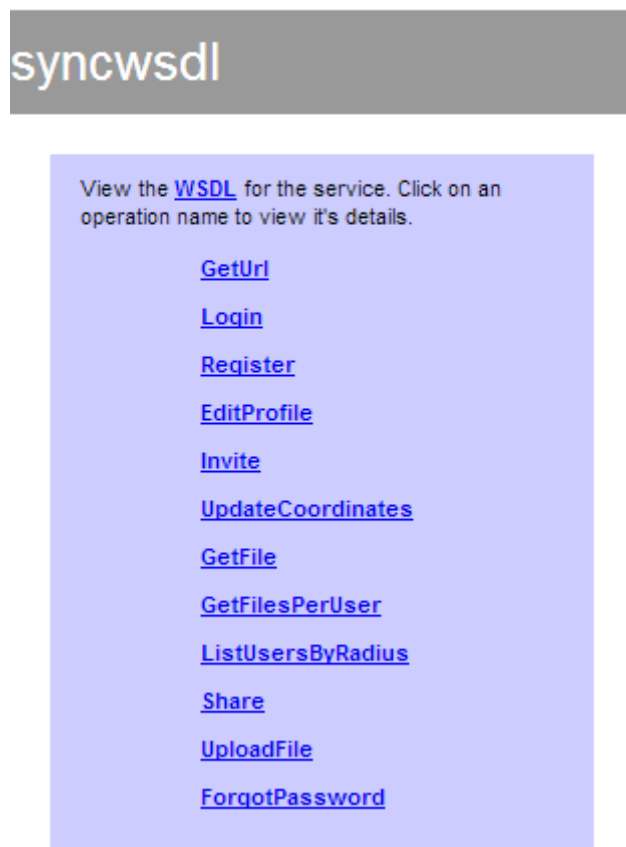 syncwsdl
View the WSDL for the service. Click on an
operation name to view it's details.
GetUrl
Login
Register
EditProfile
Invite
UpdateCoordinates
GetFile
GetFilesPerUser
ListUsersByRadius
Share
UploadFile
ForgotPassword